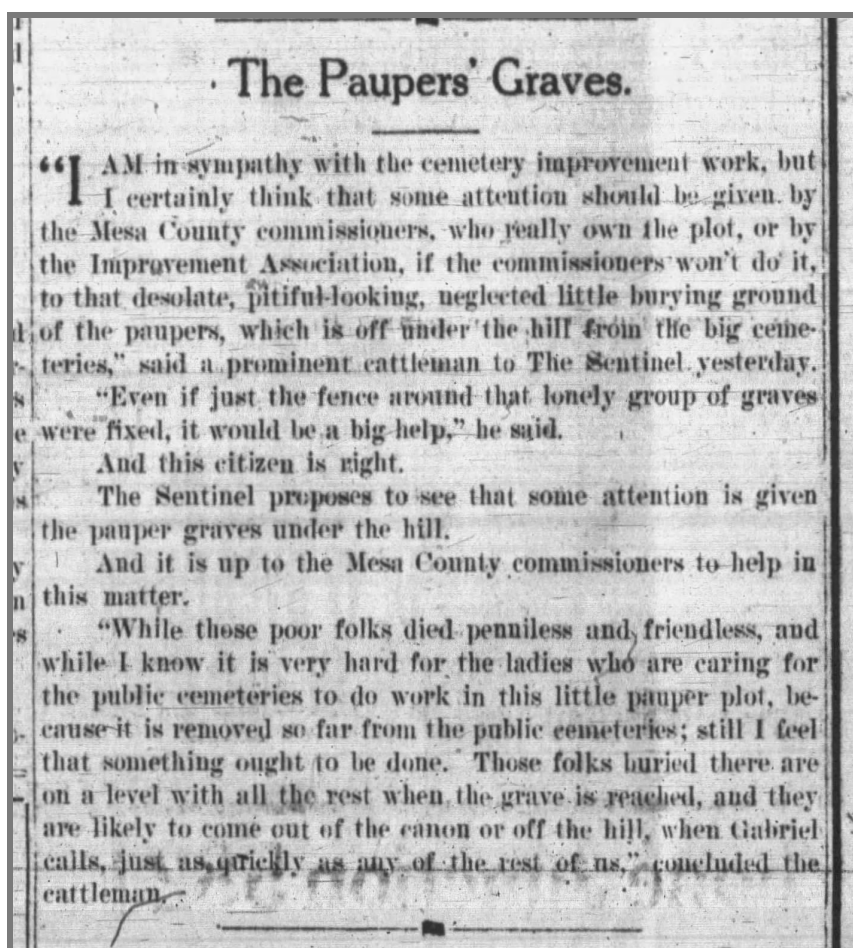 The Paupers' Graves.
"I AM in sympathy with the cemetery improvement work, but
I certainly think that some attention should be given by
the Mesa County commissioners, who really own the plot, or by
the Improvement Association, if the commissioners won't do it,
to that desolate, pitiful-looking, neglected little burying ground
of the paupers, which is off under the hill from the big ceme-
teries," said a prominent cattleman to The Sentinel yesterday.
"Even if just the fence around that lonely group of graves
were fixed, it would be a big help," he said.
And this citizen is right.
The Sentinel proposes to see that some attention is given
the pauper graves under the hill.
And it is up to the Mesa County commissioners to help in
this matter.
"While those poor folks died penniless and friendless, and
while I know it is very hard for the ladies who are caring for
the public cemeteries to do work in this little pauper plot, be-
cause it is removed so far from the public cemeteries; still I feel
that something ought to be done. Those folks buried there are
on a level with all the rest when the grave is reached, and they
are likely to come out of the canon or off the hill, when Gabriel
calls, just as quickly as any of the rest of us," concluded the
cattleman.